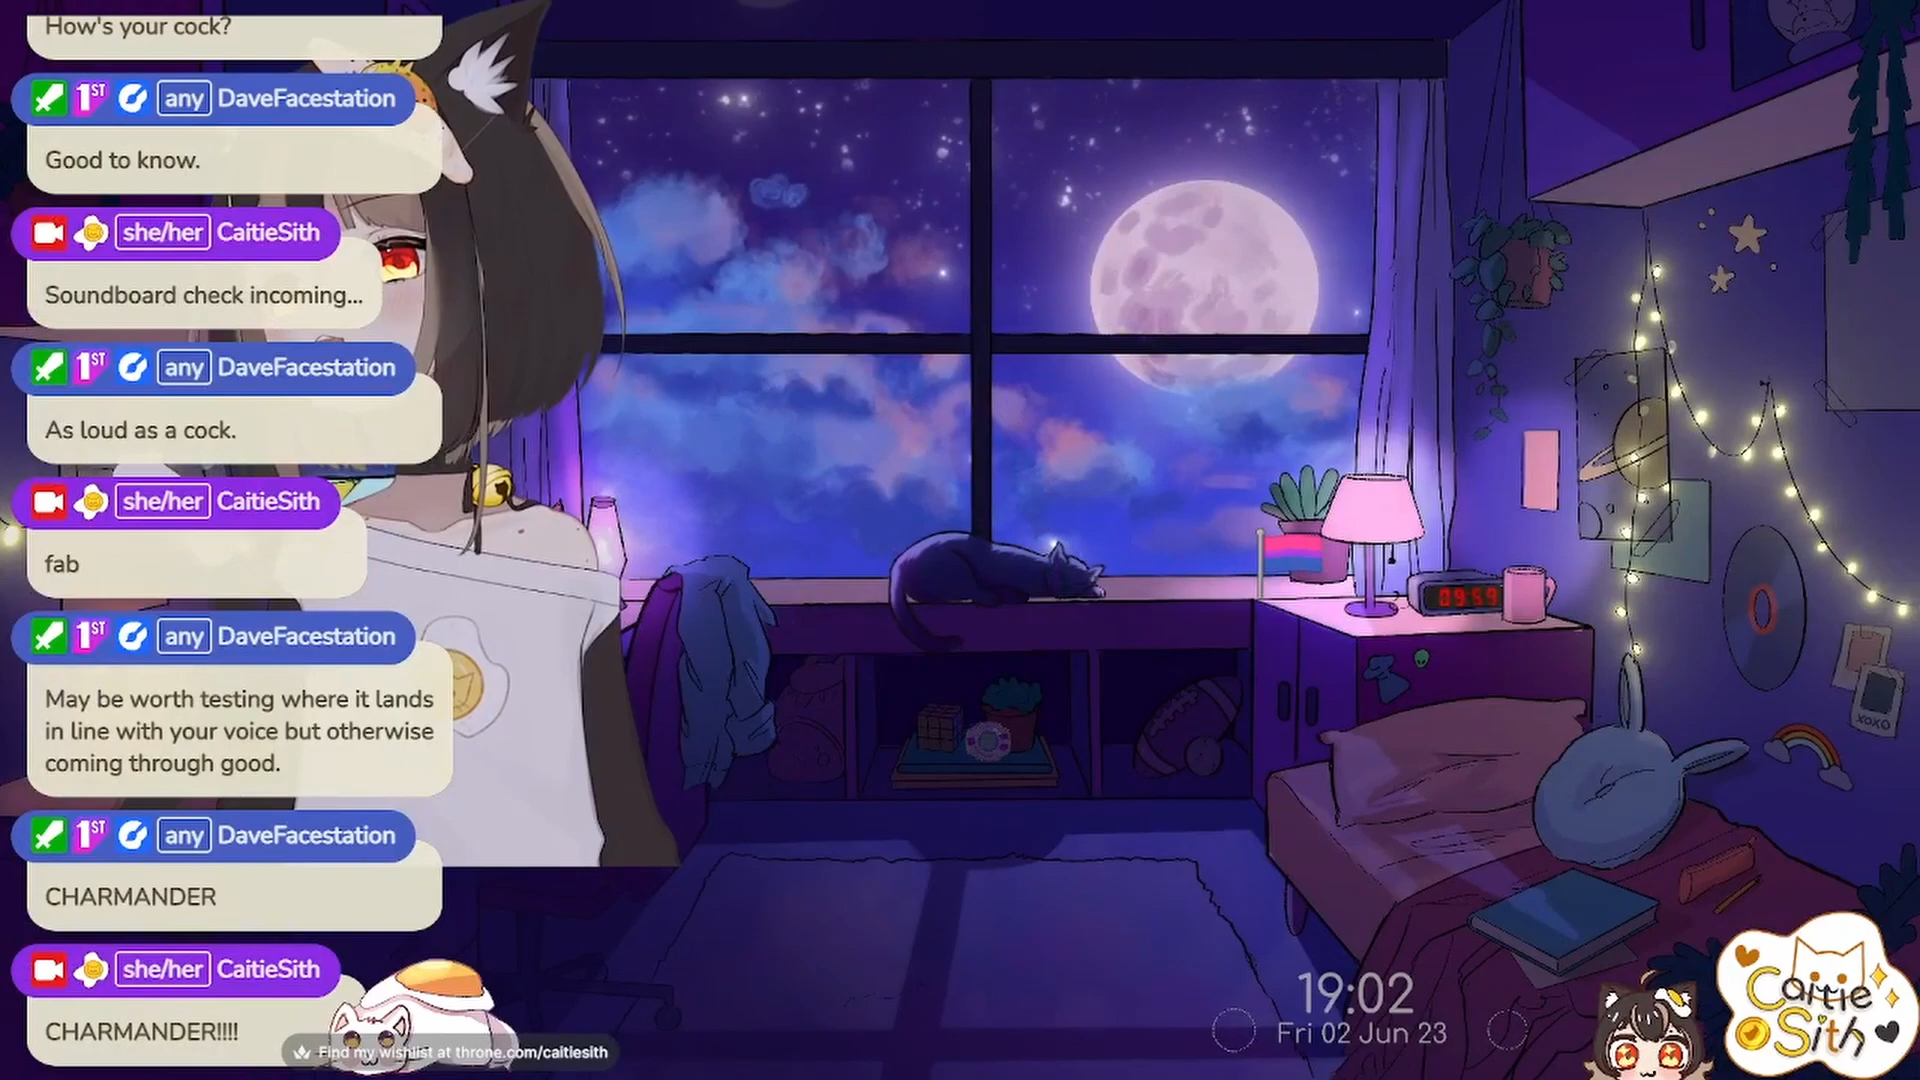 How's your cock?
1ST any DaveFacestation
Good to know.
she/her CaitieSith
Soundboard check incoming...
1ST any DaveFacestation
As loud as a cock.
she/her CaitieSith
fab
1ST any DaveFacestation
May be worth testing where it lands
in line with your voice but otherwise
coming through good.
1ST any DaveFacestation
CHARMANDER
she/her CaitieSith
CHARMANDER!!!!
Find my wishlist at throne.com/caitiesith
09:59
XOXO
19:02
Fri 02 Jun 23
Caitie
Sith